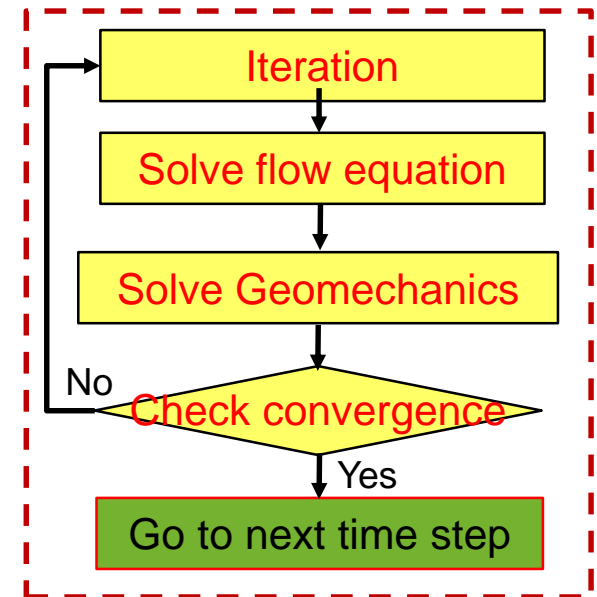 Iteration
Solve flow equation
Solve Geomechanics
No
Check convergence
Yes
Go to next time step